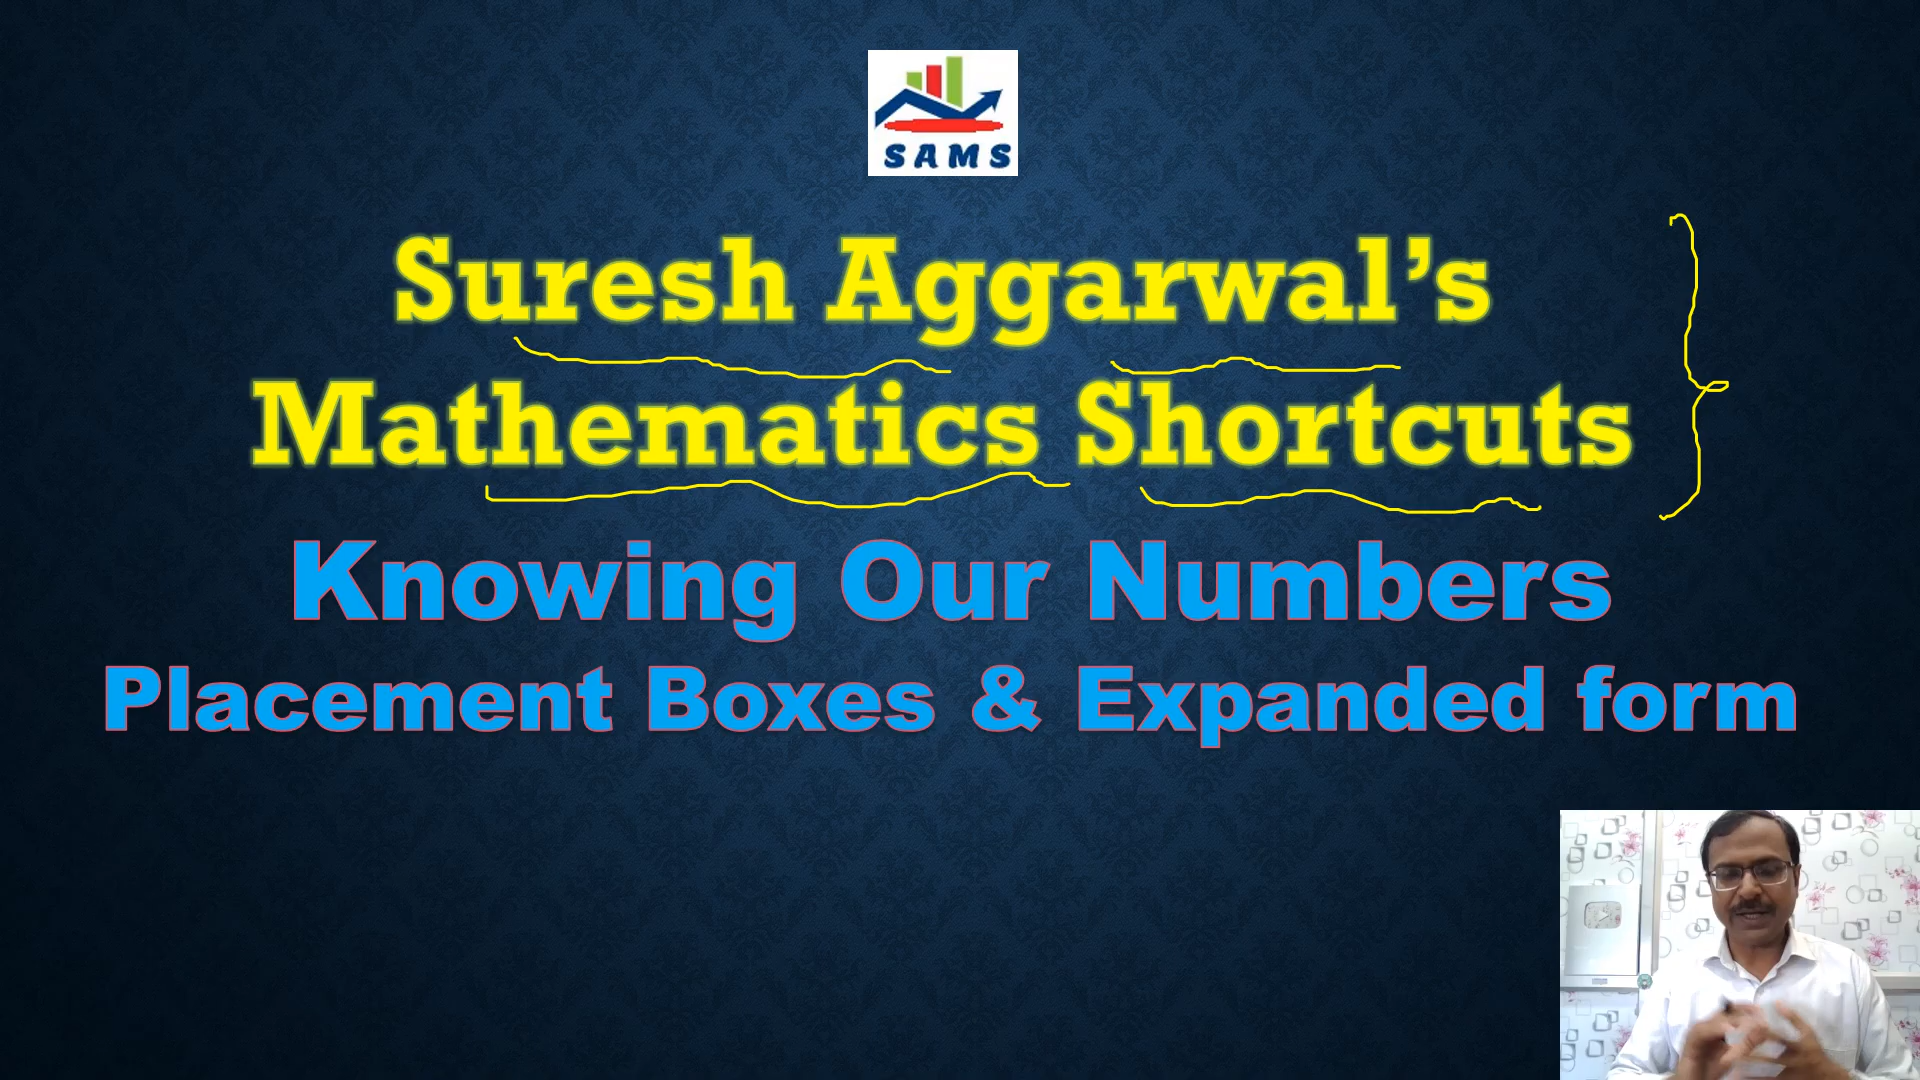 SAMS
Suresh Aggarwal’s
Mathematics Shortcuts
Knowing Our Numbers
Placement Boxes & Expanded form